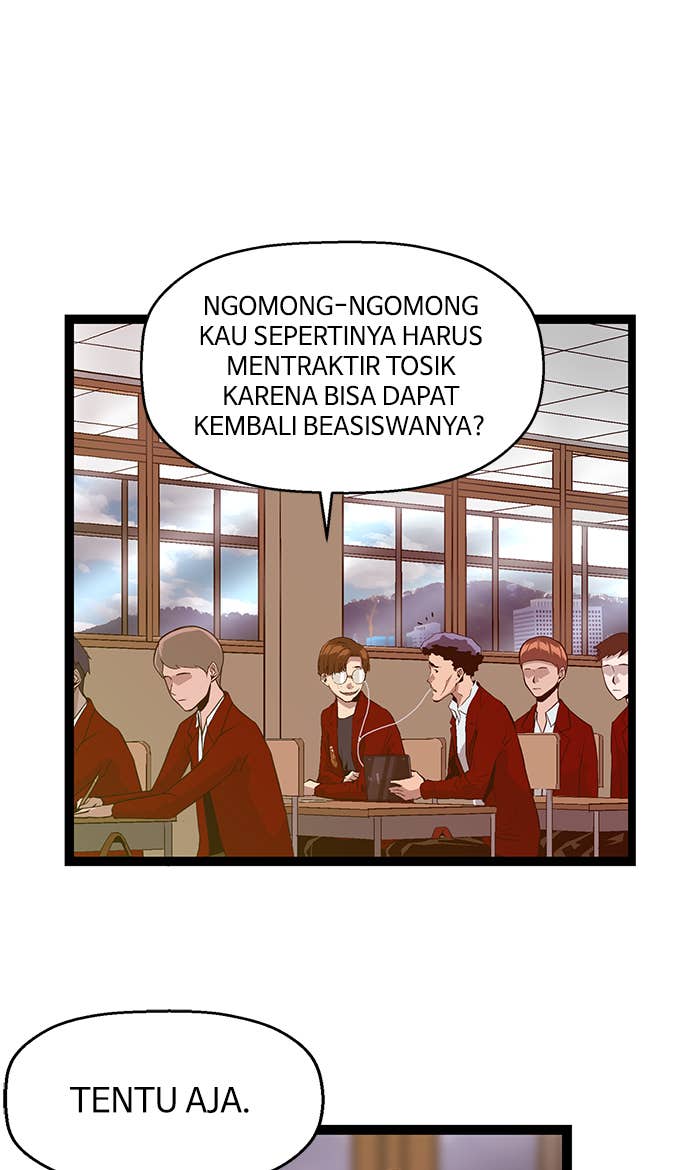 NGOMONG-NGOMONG
KAU SEPERTINYA HARUS
MENTRAKTIR TOSIK
KARENA BISA DAPAT
KEMBALI BEASISWANYA?
TENTU AJA.